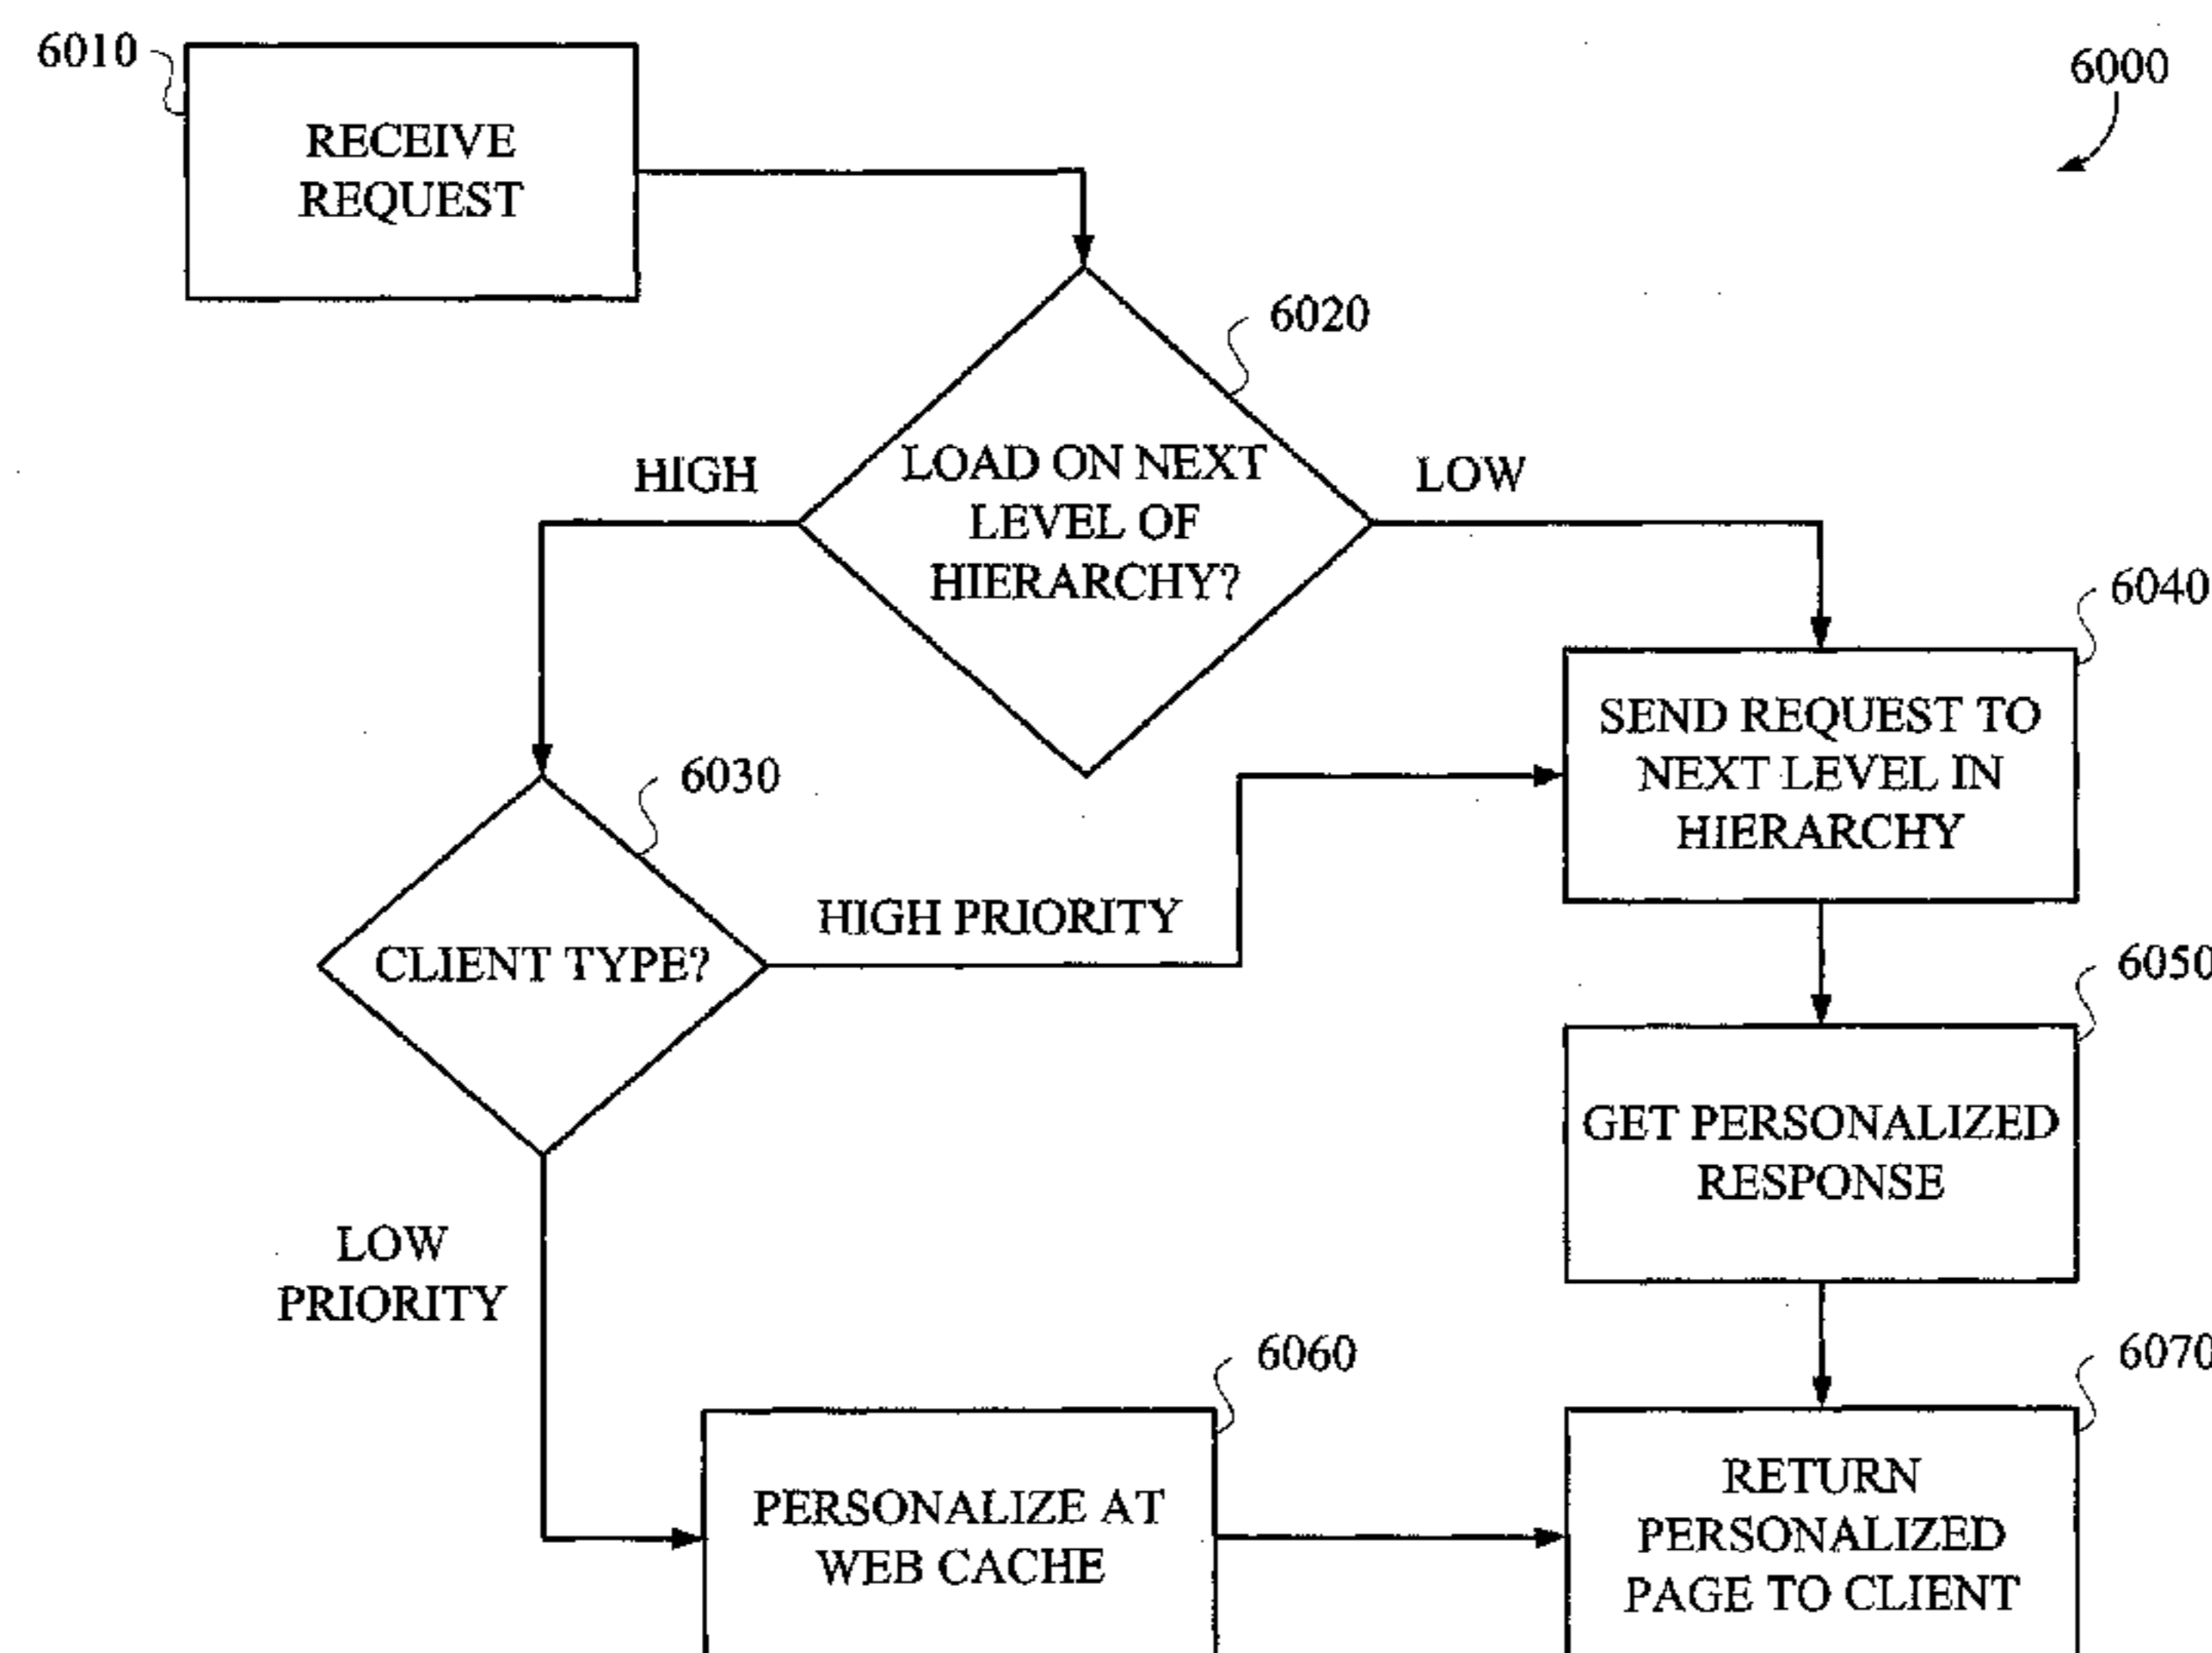 6010
RECEIVE
REQUEST
6000
6020
LOAD ON NEXT
LEVEL OF
HIERARCHY?
HIGH
LOW
6040
SEND REQUEST TO
NEXT LEVEL IN
HIERARCHY
6030
CLIENT TYPE?
HIGH PRIORITY
6050
GET PERSONALIZED
RESPONSE
LOW
PRIORITY
6060
PERSONALIZE AT
WEB CACHE
6070
RETURN
PERSONALIZED
PAGE TO CLIENT